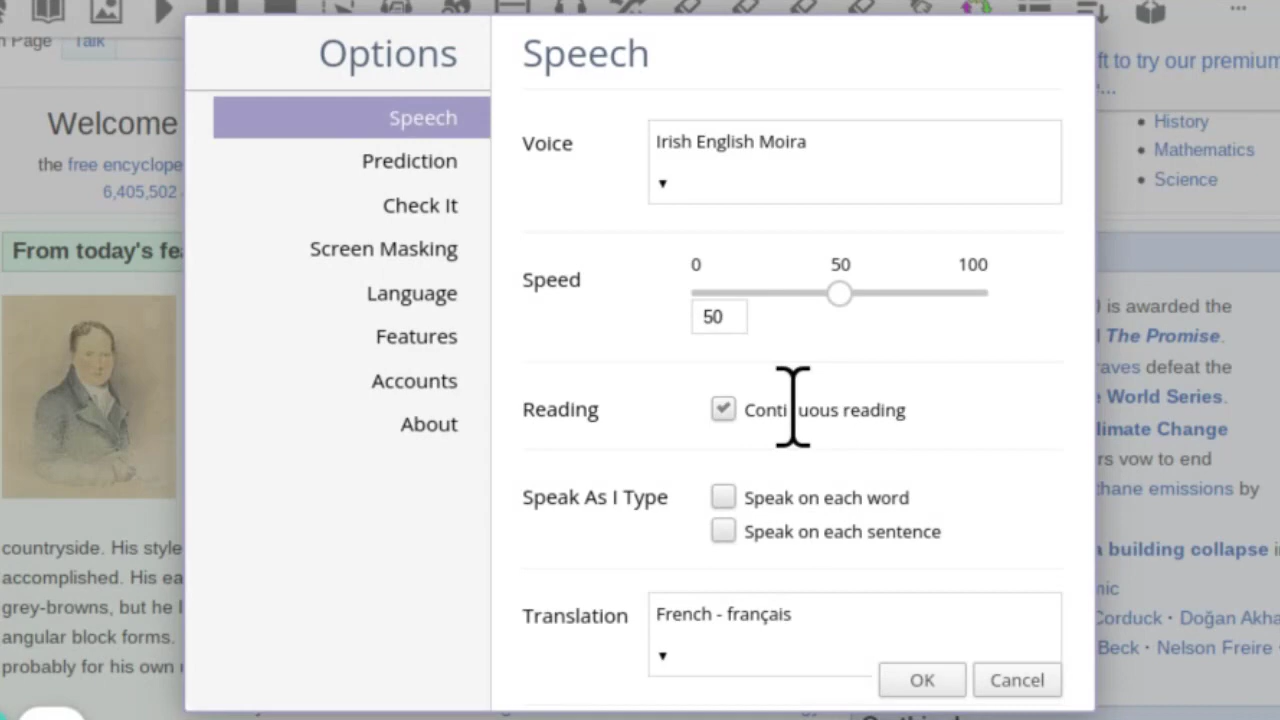 Page
Talk
Welcome
the free encyclope
6,405,502
From today's fe
countryside. His style
accomplished. His ea
grey-browns, but he l
angular block forms.
probably for his own
Options
Speech
Prediction
Check It
Screen Masking
Language
Features
Accounts
About
Speech
Voice
Irish English Moira
▼
Speed
0 50 100
50
Reading
Conti uous reading
Speak As I Type
Speak on each word
Speak on each sentence
Translation
French - français
▼
OK
Cancel
ft to try our premium
...
History
Mathematics
Science
is awarded the
The Promise.
raves defeat the
World Series.
limate Change
rs vow to end
thane emissions by
a building collapse
mic
Corduck · Doğan Akha
Beck · Nelson Freire